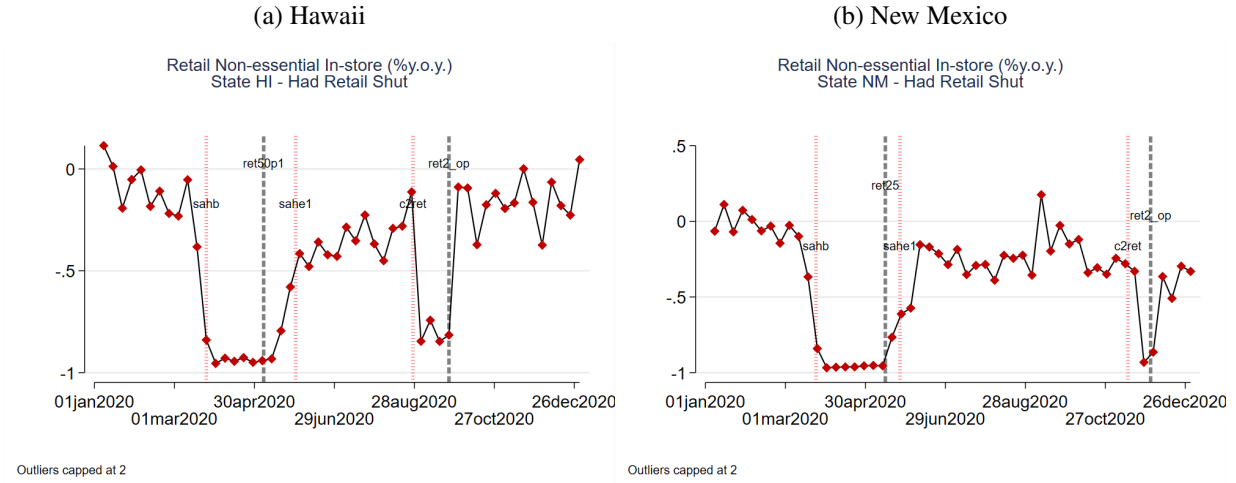 (a) Hawaii
Retail Non-essential In-store (%y.o.y.)
State HI - Had Retail Shut
ret50p1
ret2_op
sahb
sahe1
c2ret
0
-.5
-1
01jan2020
30apr2020
28aug2020
26dec2020
01mar2020
29jun2020
27oct2020
Outliers capped at 2
(b) New Mexico
Retail Non-essential In-store (%y.o.y.)
State NM - Had Retail Shut
ret25
ret2_op
sahb
sahe1
c2ret
.5
0
-.5
-1
01jan2020
30apr2020
28aug2020
26dec2020
01mar2020
29jun2020
27oct2020
Outliers capped at 2